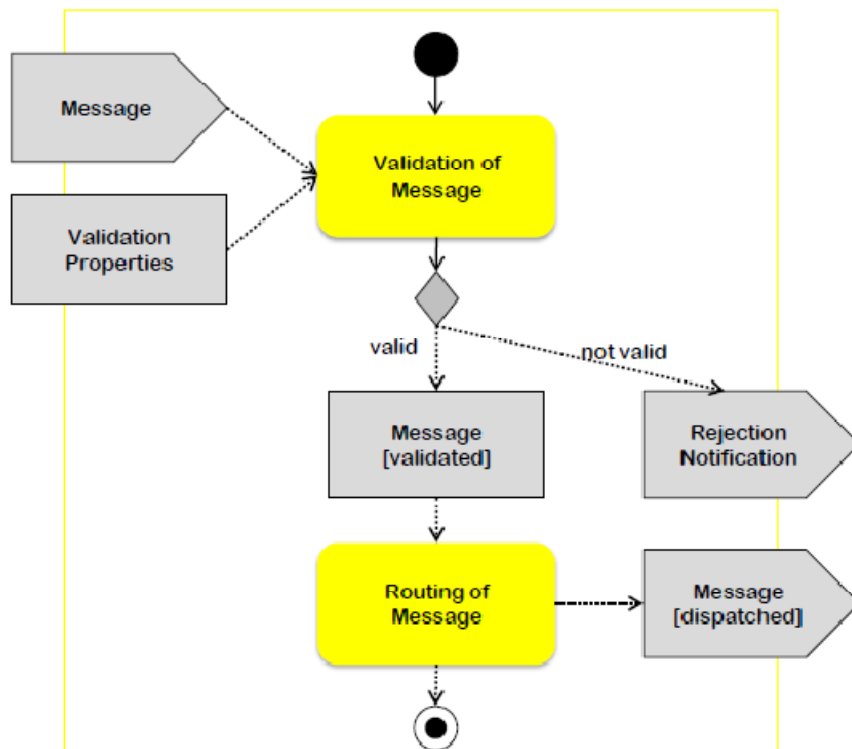 Message
Validation of
Message
Validation
Properties
valid
not valid
Message
[validated]
Rejection
Notification
Routing of
Message
Message
[dispatched]